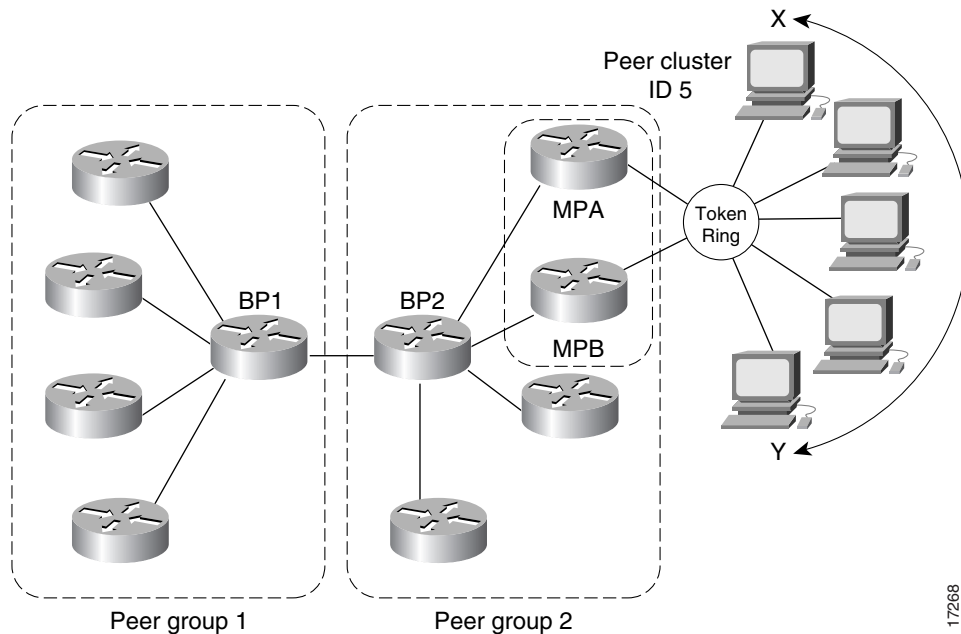 X
Peer cluster
ID 5
MPA
Token
Ring
BP1
BP2
MPB
Y
Peer group 1
Peer group 2
17268